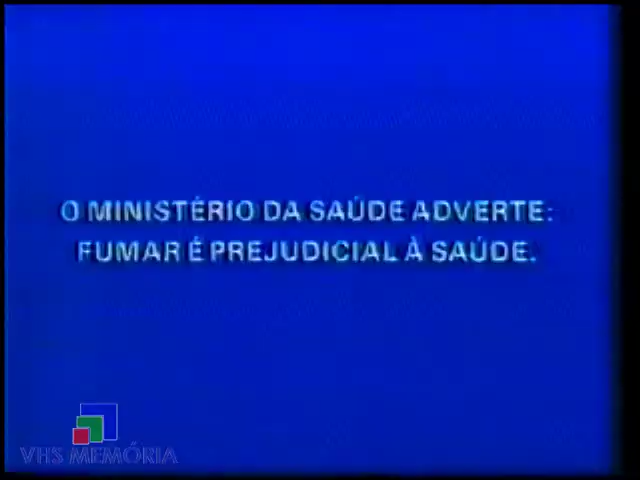 O MINISTÉRIO DA SAÚDE ADVERTE:
FUMAR É PREJUDICIAL À SAÚDE.
VHS MEMÓRIA